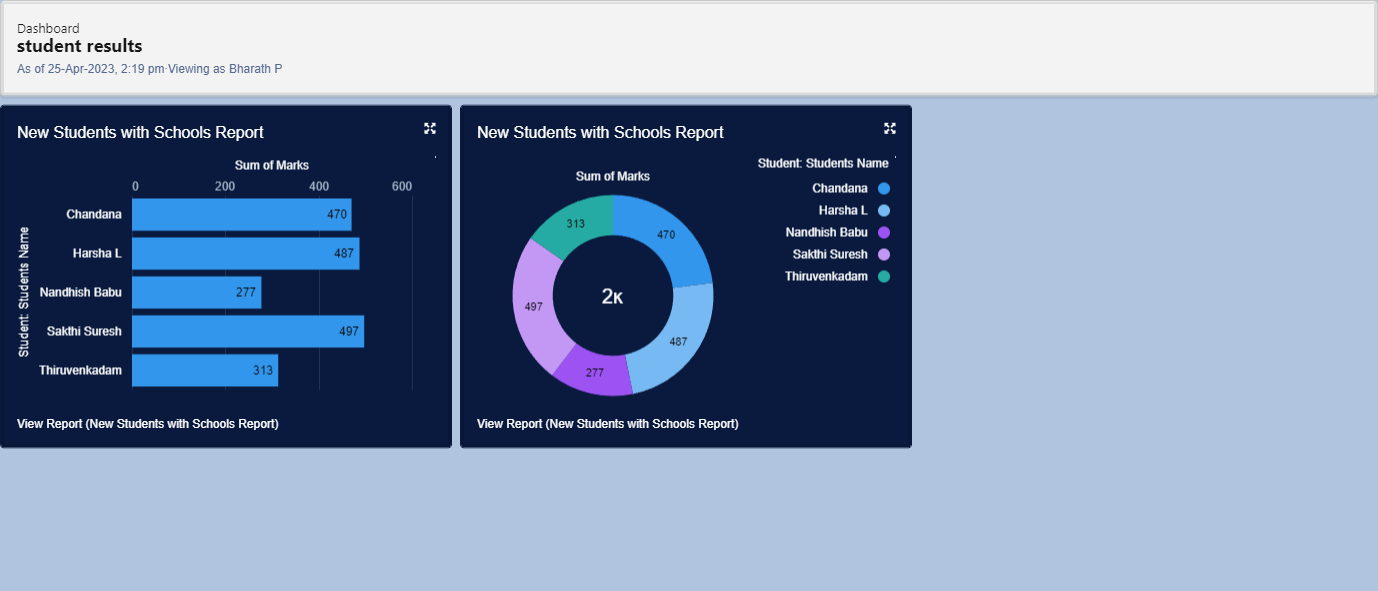 Dashboard
student results
As of 25-Apr-2023, 2:19 pm·Viewing as Bharath P
New Students with Schools Report
Sum of Marks
0 200 400 600
Student: Students Name
Chandana 470
Harsha L 487
Nandhish Babu 277
Sakthi Suresh 497
Thiruvenkadam 313
View Report (New Students with Schools Report)
New Students with Schools Report
Sum of Marks
313
470
497
2K
487
277
Student: Students Name
Chandana
Harsha L
Nandhish Babu
Sakthi Suresh
Thiruvenkadam
View Report (New Students with Schools Report)